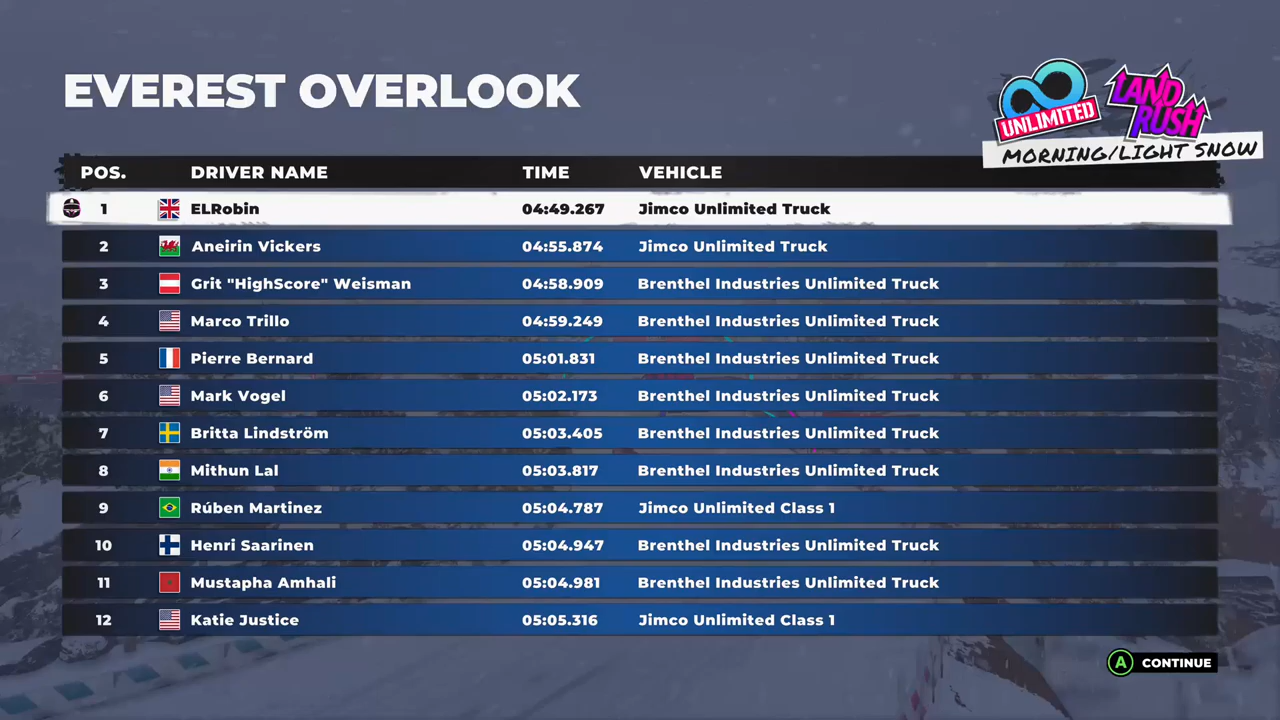 EVEREST OVERLOOK
UNLIMITED
LAND RUSH
MORNING/LIGHT SNOW
POS. DRIVER NAME TIME VEHICLE
1 ELRobin 04:49.267 Jimco Unlimited Truck
2 Aneirin Vickers 04:55.874 Jimco Unlimited Truck
3 Grit "HighScore" Weisman 04:58.909 Brenthel Industries Unlimited Truck
4 Marco Trillo 04:59.249 Brenthel Industries Unlimited Truck
5 Pierre Bernard 05:01.831 Brenthel Industries Unlimited Truck
6 Mark Vogel 05:02.173 Brenthel Industries Unlimited Truck
7 Britta Lindström 05:03.405 Brenthel Industries Unlimited Truck
8 Mithun Lal 05:03.817 Brenthel Industries Unlimited Truck
9 Rúben Martinez 05:04.787 Jimco Unlimited Class 1
10 Henri Saarinen 05:04.947 Brenthel Industries Unlimited Truck
11 Mustapha Amhali 05:04.981 Brenthel Industries Unlimited Truck
12 Katie Justice 05:05.316 Jimco Unlimited Class 1
A CONTINUE